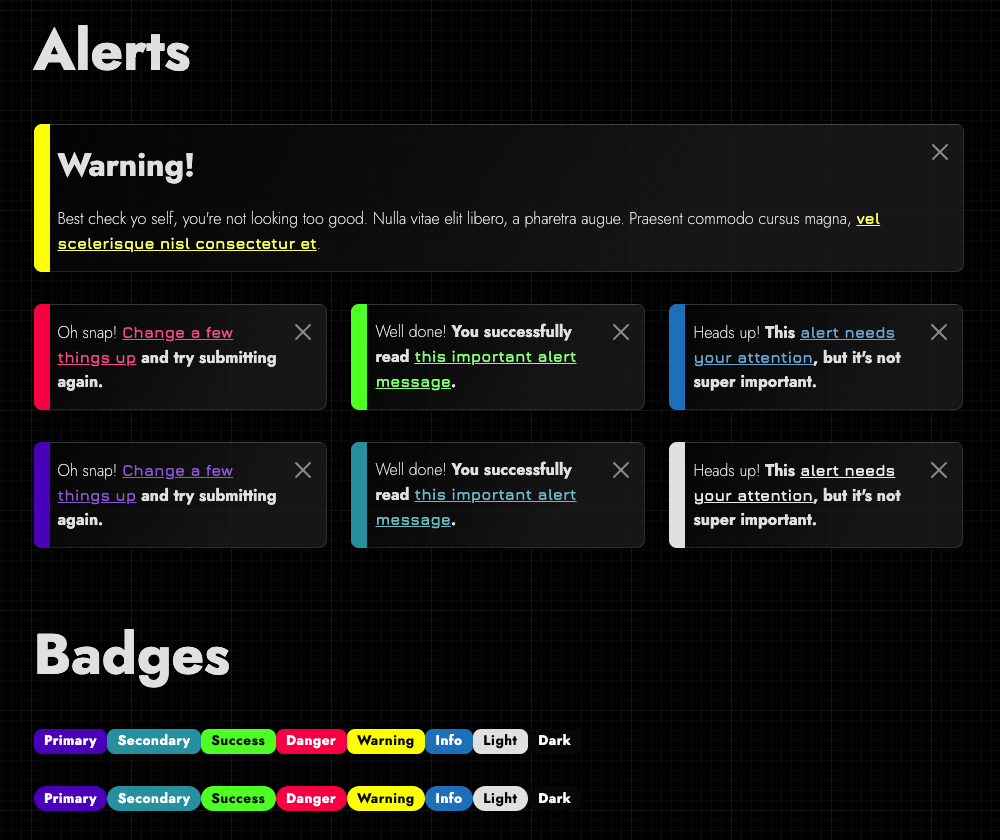 Alerts
Warning!
Best check yo self, you're not looking too good. Nulla vitae elit libero, a pharetra augue. Praesent commodo cursus magna, vel
scelerisque nisl consectetur et.
Oh snap! Change a few
things up and try submitting
again.
Well done! You successfully
read this important alert
message.
Heads up! This alert needs
your attention, but it's not
super important.
Oh snap! Change a few
things up and try submitting
again.
Well done! You successfully
read this important alert
message.
Heads up! This alert needs
your attention, but it's not
super important.
Badges
Primary Secondary Success Danger Warning Info Light Dark
Primary Secondary Success Danger Warning Info Light Dark